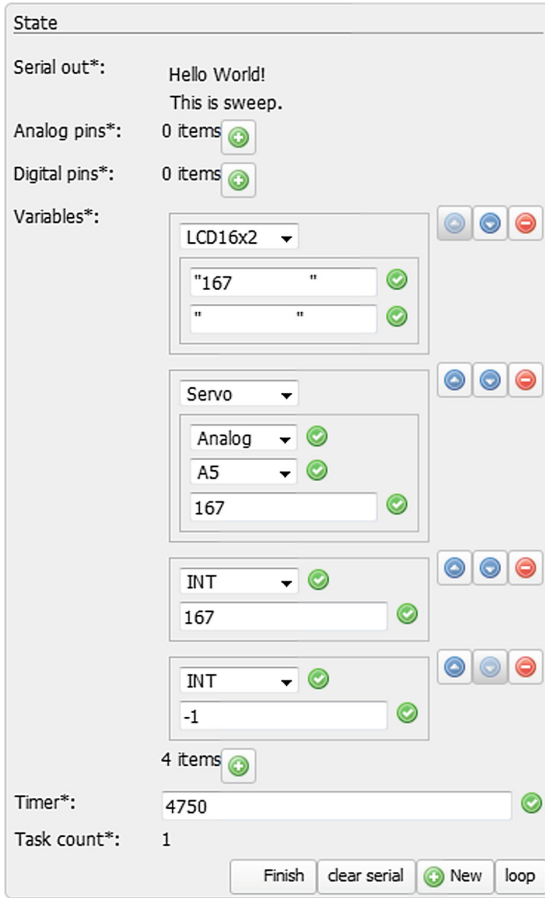 State
Serial out*:
Hello World!
This is sweep.
Analog pins*: 0 items
Digital pins*: 0 items
Variables*:
LCD16x2
"167 "
" "
Servo
Analog
A5
167
INT
167
INT
-1
4 items
Timer*: 4750
Task count*: 1
Finish clear serial New loop